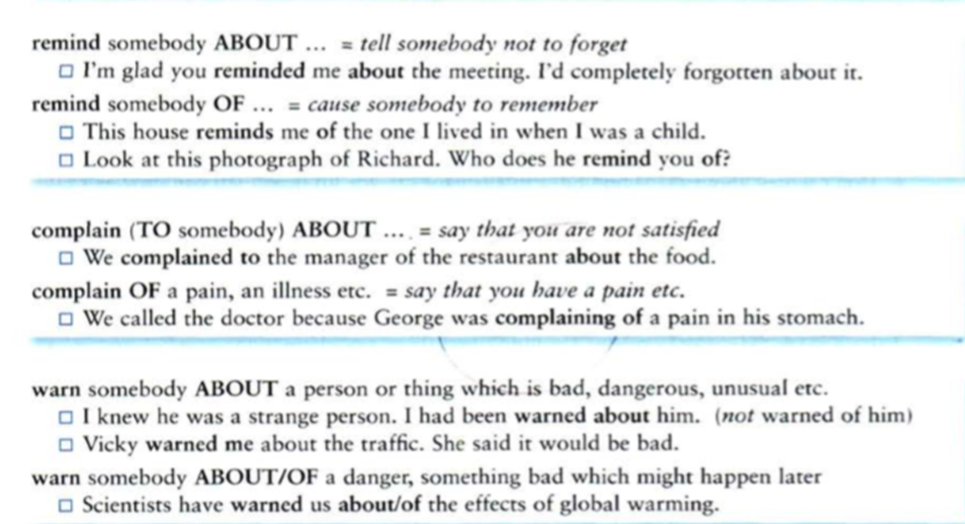 remind somebody ABOUT ... = tell somebody not to forget
□ I'm glad you reminded me about the meeting. I'd completely forgotten about it.
remind somebody OF ... = cause somebody to remember
□ This house reminds me of the one I lived in when I was a child.
□ Look at this photograph of Richard. Who does he remind you of?
complain (TO somebody) ABOUT ... = say that you are not satisfied
□ We complained to the manager of the restaurant about the food.
complain OF a pain, an illness etc. = say that you have a pain etc.
□ We called the doctor because George was complaining of a pain in his stomach.
warn somebody ABOUT a person or thing which is bad, dangerous, unusual etc.
□ I knew he was a strange person. I had been warned about him. (not warned of him)
□ Vicky warned me about the traffic. She said it would be bad.
warn somebody ABOUT/OF a danger, something bad which might happen later
□ Scientists have warned us about/of the effects of global warming.